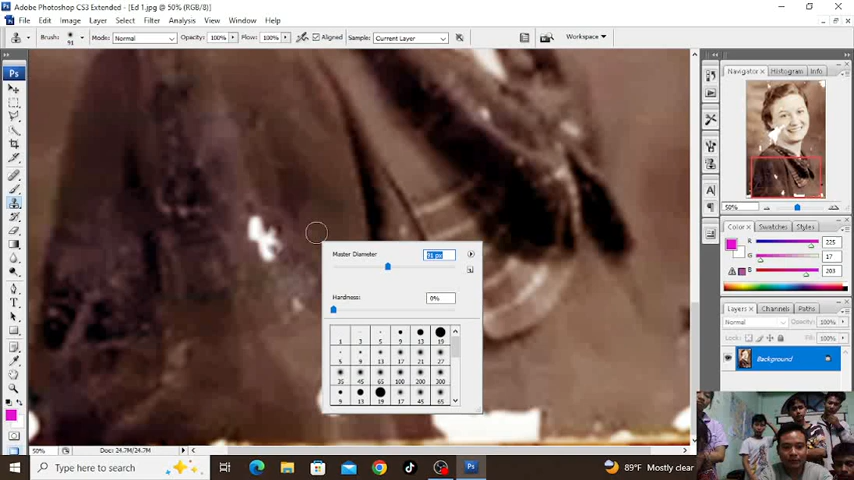 Adobe Photoshop CS3 Extended - [Ed 1.jpg @ 50% (RGB/8)]
File Edit Image Layer Select Filter Analysis View Window Help
Brush: 91 Mode: Normal Opacity: 100% Flow: 100% Aligned Sample: Current Layer Workspace
Navigator Histogram Info
50%
Color Swatches Styles
R 225
G 17
B 203
Layers Channels Paths
Normal Opacity: 100%
Lock: Fill: 100%
Background
Master Diameter 91 px
Hardness: 0%
1 3 5 9 13 19
5 9 13 17 21 27
35 45 65 100 200 300
9 13 19 17 45 65
50% Doc: 24.7M/24.7M
Type here to search
89°F Mostly clear